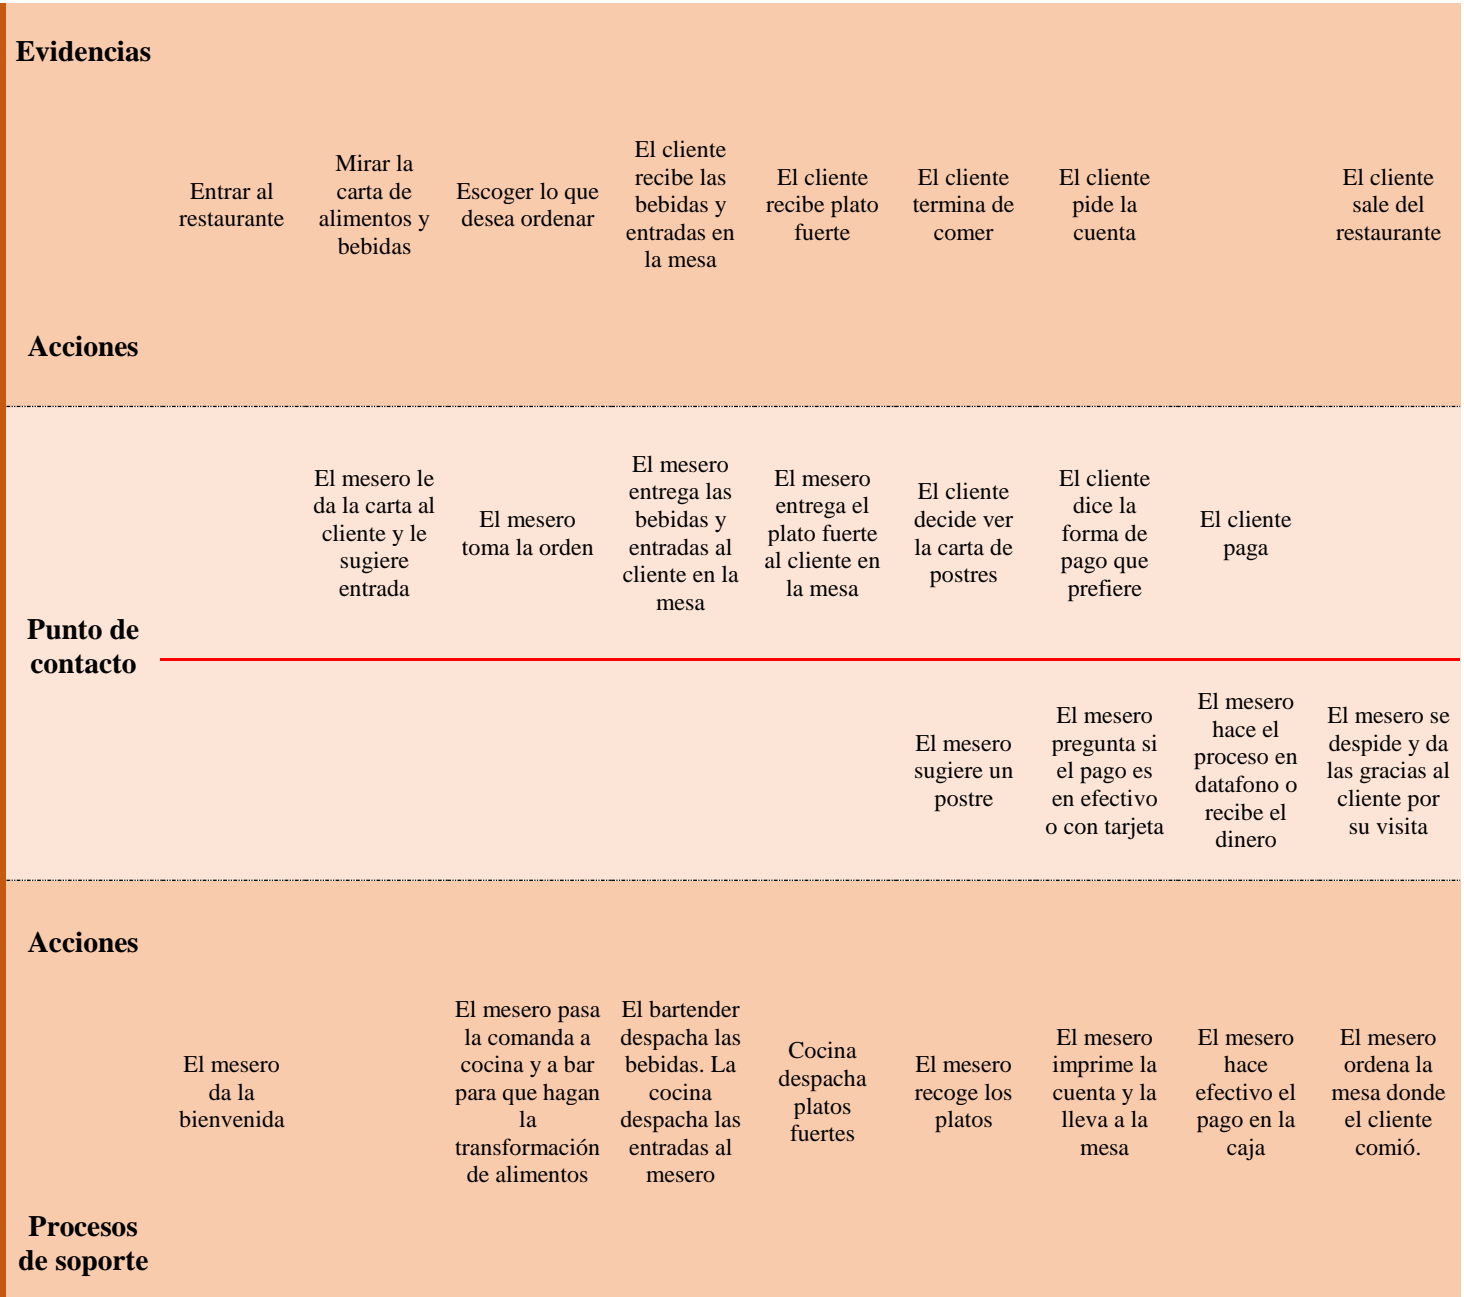 Evidencias
Entrar al
restaurante
Mirar la
carta de
alimentos y
bebidas
Escoger lo que
desea ordenar
El cliente
recibe las
bebidas y
entradas en
la mesa
El cliente
recibe plato
fuerte
El cliente
termina de
comer
El cliente
pide la
cuenta
El cliente
sale del
restaurante
Acciones
El mesero le
da la carta al
cliente y le
sugiere
entrada
El mesero
toma la orden
El mesero
entrega las
bebidas y
entradas al
cliente en la
mesa
El mesero
entrega el
plato fuerte
al cliente en
la mesa
El cliente
decide ver
la carta de
postres
El cliente
dice la
forma de
pago que
prefiere
El cliente
paga
Punto de
contacto
El mesero
sugiere un
postre
El mesero
pregunta si
el pago es
en efectivo
o con tarjeta
El mesero
hace el
proceso en
datafono o
recibe el
dinero
El mesero se
despide y da
las gracias al
cliente por
su visita
Acciones
El mesero
da la
bienvenida
El mesero pasa
la comanda a
cocina y a bar
para que hagan
la
transformación
de alimentos
El bartender
despacha las
bebidas. La
cocina
despacha las
entradas al
mesero
Cocina
despacha
platos
fuertes
El mesero
recoge los
platos
El mesero
imprime la
cuenta y la
lleva a la
mesa
El mesero
hace
efectivo el
pago en la
caja
El mesero
ordena la
mesa donde
el cliente
comió.
Procesos
de soporte